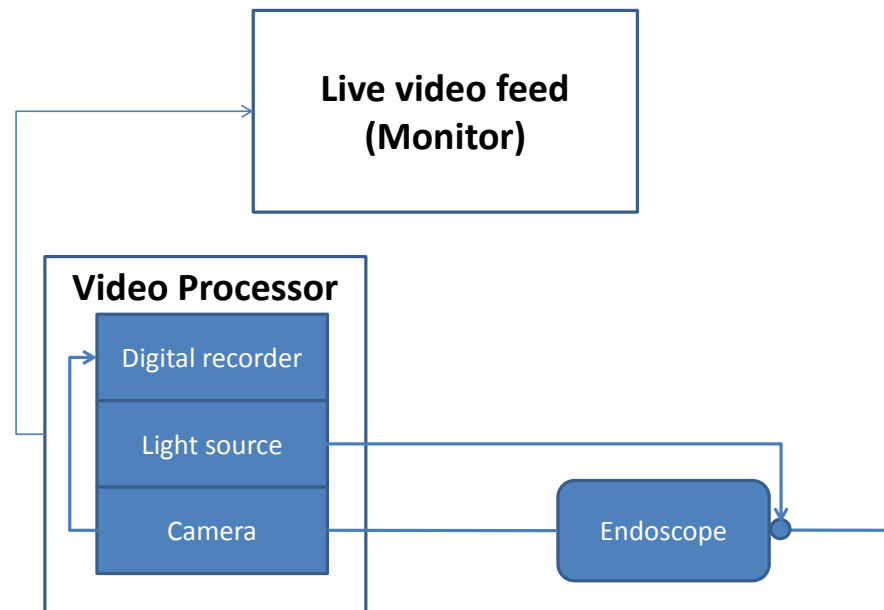 Live video feed
(Monitor)
Video Processor
Digital recorder
Light source
Camera
Endoscope